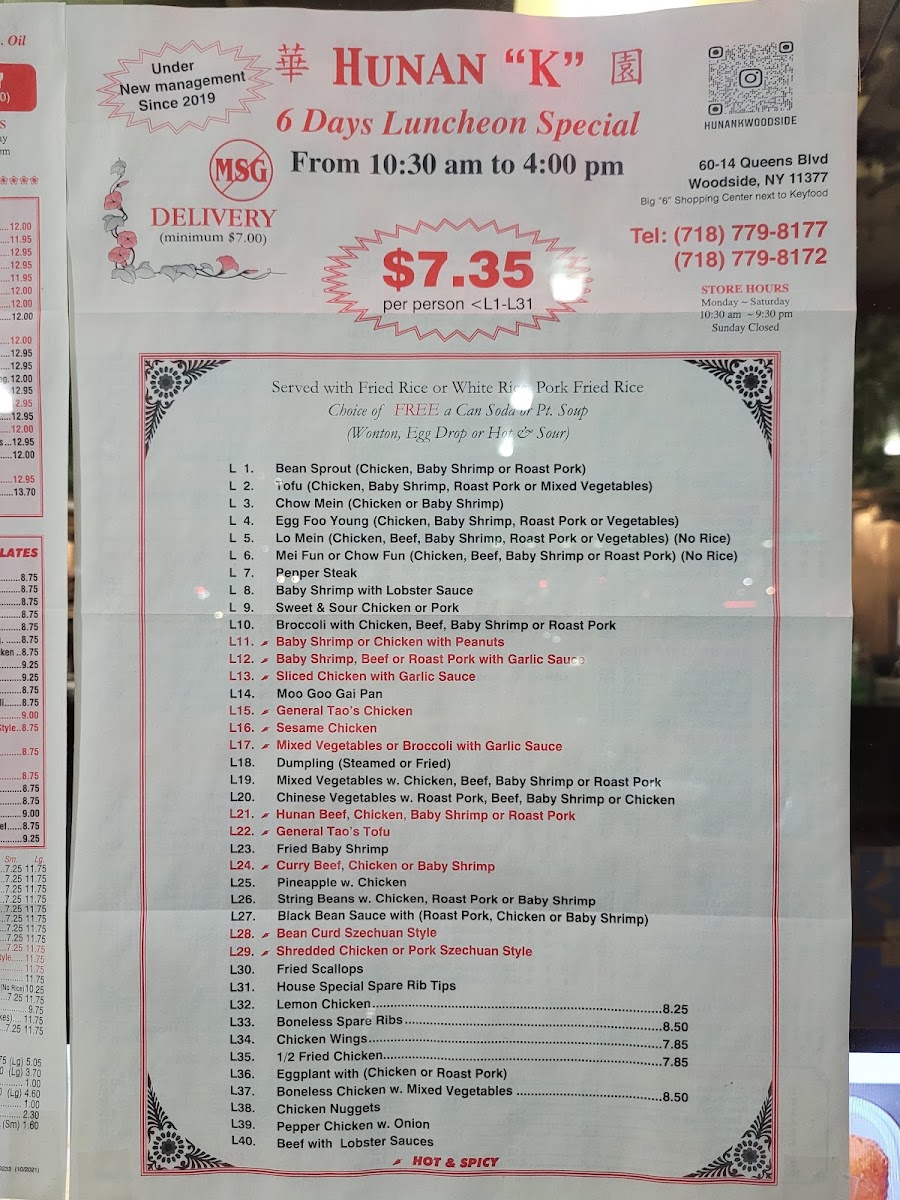 . Oil
Under
New management
Since 2019
華 HUNAN "K" 園
6 Days Luncheon Special
From 10:30 am to 4:00 pm
MSG
DELIVERY
(minimum $7.00)
HUNANKWOODSIDE
60-14 Queens Blvd
Woodside, NY 11377
Big "6" Shopping Center next to Keyfood
Tel: (718) 779-8177
(718) 779-8172
$7.35
per person <L1-L31
STORE HOURS
Monday ~ Saturday
10:30 am ~ 9:30 pm
Sunday Closed
Served with Fried Rice or White Rice, Pork Fried Rice
Choice of FREE a Can Soda or Pt. Soup
(Wonton, Egg Drop or Hot & Sour)
L 1. Bean Sprout (Chicken, Baby Shrimp or Roast Pork)
L 2. Tofu (Chicken, Baby Shrimp, Roast Pork or Mixed Vegetables)
L 3. Chow Mein (Chicken or Baby Shrimp)
L 4. Egg Foo Young (Chicken, Baby Shrimp, Roast Pork or Vegetables)
L 5. Lo Mein (Chicken, Beef, Baby Shrimp, Roast Pork or Vegetables) (No Rice)
L 6. Mei Fun or Chow Fun (Chicken, Beef, Baby Shrimp or Roast Pork) (No Rice)
L 7. Pepper Steak
L 8. Baby Shrimp with Lobster Sauce
L 9. Sweet & Sour Chicken or Pork
L10. Broccoli with Chicken, Beef, Baby Shrimp or Roast Pork
L11. Baby Shrimp or Chicken with Peanuts
L12. Baby Shrimp, Beef or Roast Pork with Garlic Sauce
L13. Sliced Chicken with Garlic Sauce
L14. Moo Goo Gai Pan
L15. General Tao's Chicken
L16. Sesame Chicken
L17. Mixed Vegetables or Broccoli with Garlic Sauce
L18. Dumpling (Steamed or Fried)
L19. Mixed Vegetables w. Chicken, Beef, Baby Shrimp or Roast Pork
L20. Chinese Vegetables w. Roast Pork, Beef, Baby Shrimp or Chicken
L21. Hunan Beef, Chicken, Baby Shrimp or Roast Pork
L22. General Tao's Tofu
L23. Fried Baby Shrimp
L24. Curry Beef, Chicken or Baby Shrimp
L25. Pineapple w. Chicken
L26. String Beans w. Chicken, Roast Pork or Baby Shrimp
L27. Black Bean Sauce with (Roast Pork, Chicken or Baby Shrimp)
L28. Bean Curd Szechuan Style
L29. Shredded Chicken or Pork Szechuan Style
L30. Fried Scallops
L31. House Special Spare Rib Tips
L32. Lemon Chicken 8.25
L33. Boneless Spare Ribs 8.50
L34. Chicken Wings 7.85
L35. 1/2 Fried Chicken 7.85
L36. Eggplant with (Chicken or Roast Pork)
L37. Boneless Chicken w. Mixed Vegetables 8.50
L38. Chicken Nuggets
L39. Pepper Chicken w. Onion
L40. Beef with Lobster Sauces
HOT & SPICY